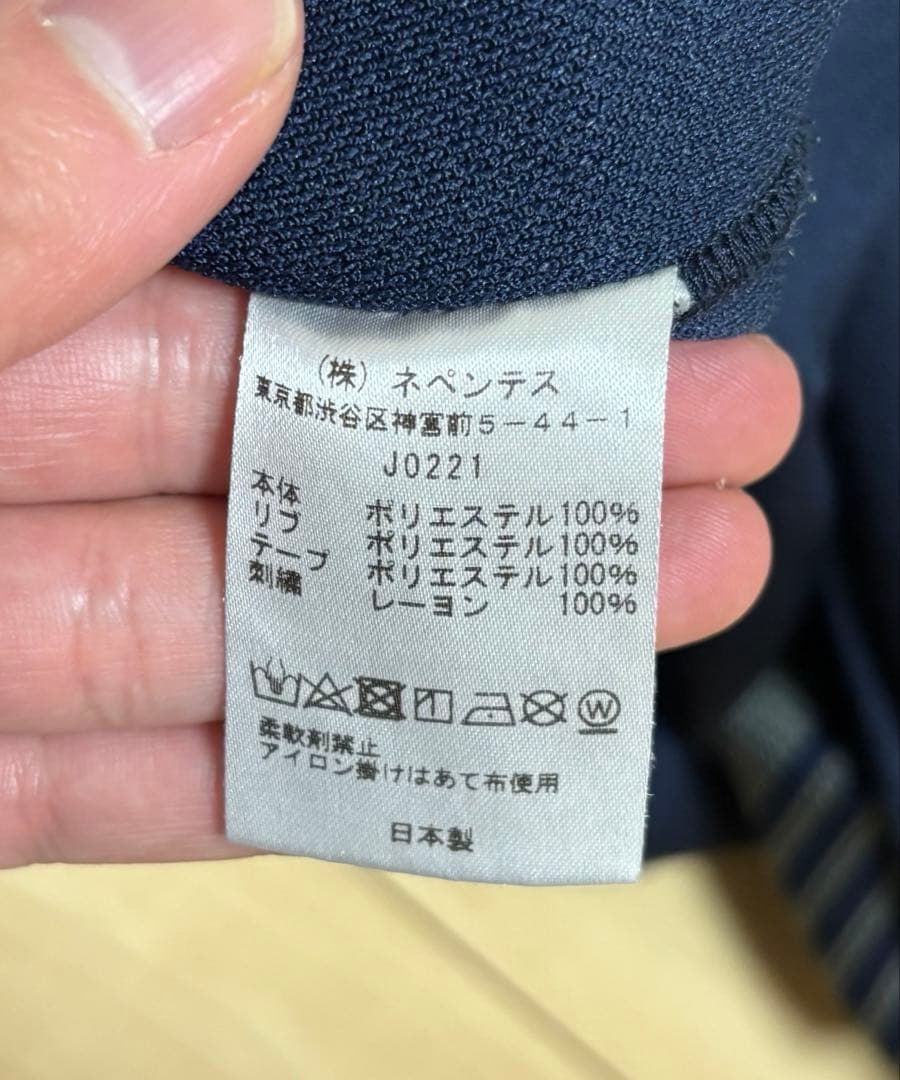 (株) ネペンテス
東京都渋谷区神宮前5-44-1
J0221
本体 ポリエステル100%
リブ ポリエステル100%
テープ ポリエステル100%
刺繍 レーヨン 100%
W
柔軟剤禁止
アイロン掛けはあて布使用
日本製